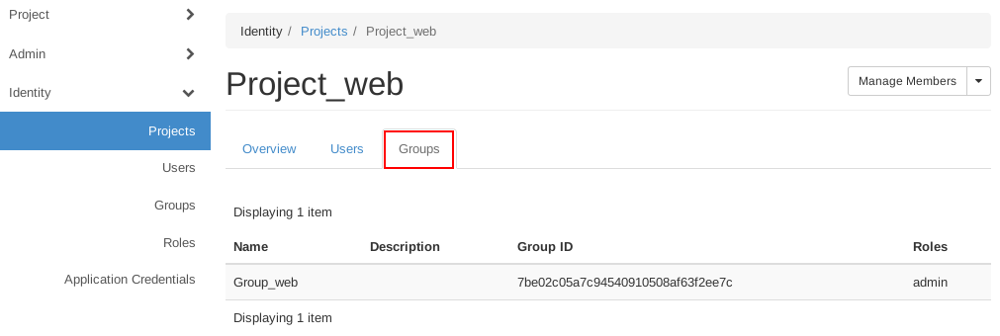 Project
Admin
Identity
Projects
Users
Groups
Roles
Application Credentials
Identity / Projects / Project_web
Project_web
Manage Members
Overview Users Groups
Displaying 1 item
Name Description Group ID Roles
Group_web 7be02c05a7c94540910508af63f2ee7c admin
Displaying 1 item